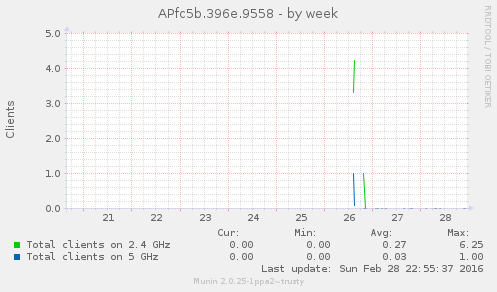 APfc5b.396e.9558 - by week
RRDTOOL / TOBI OETIKER
Clients
5.0
4.0
3.0
2.0
1.0
0.0
21 22 23 24 25 26 27 28
Cur: Min: Avg: Max:
Total clients on 2.4 GHz 0.00 0.00 0.27 6.25
Total clients on 5 GHz 0.00 0.00 0.03 1.00
Last update: Sun Feb 28 22:55:37 2016
Munin 2.0.25-1ppa2~trusty